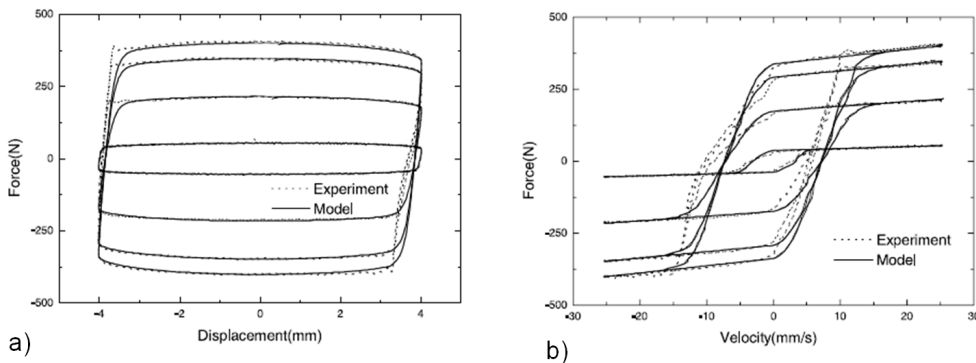 500
250
0
-250
-500
Force(N)
-4
-2
0
2
4
Displacement(mm)
Experiment
Model
a)
500
250
0
-250
-500
Force(N)
-30
-20
-10
0
10
20
30
Velocity(mm/s)
Experiment
Model
b)